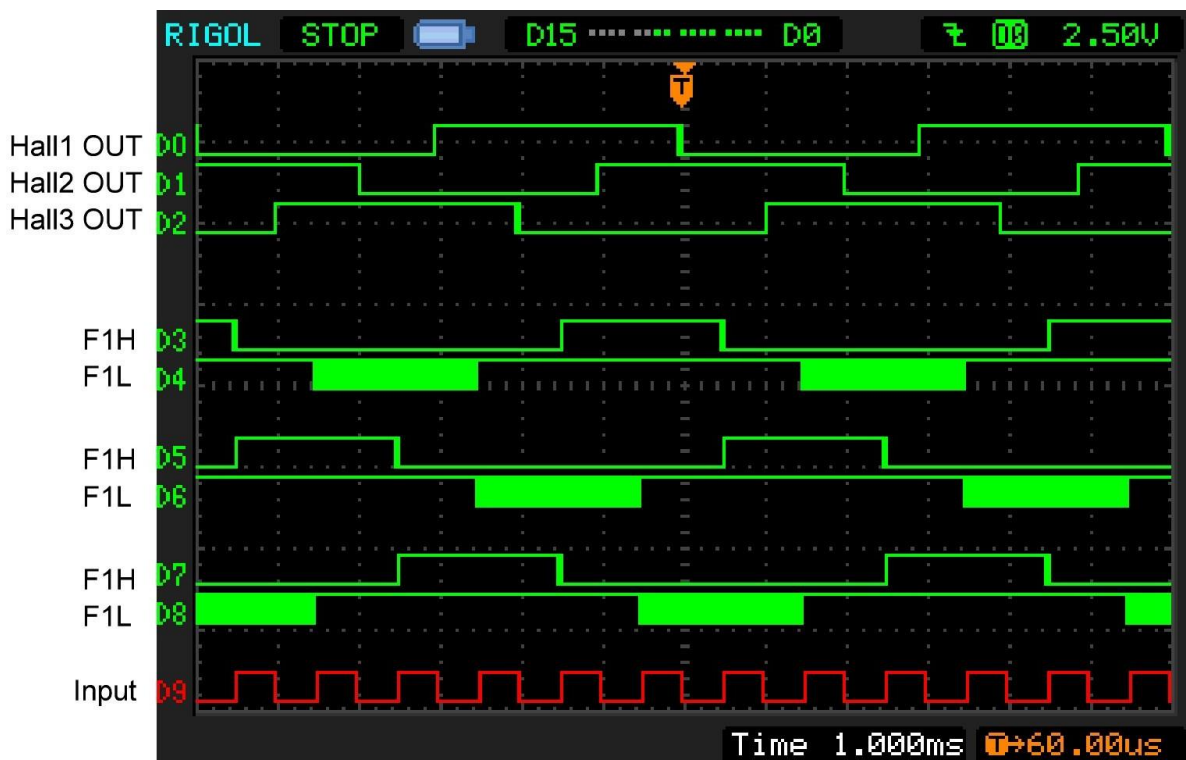 RIGOL STOP D15 D0 D9 2.50V
T
Hall1 OUT D0
Hall2 OUT D1
Hall3 OUT D2
F1H D3
F1L D4
F1H D5
F1L D6
F1H D7
F1L D8
Input D9
Time 1.000ms T→60.00us